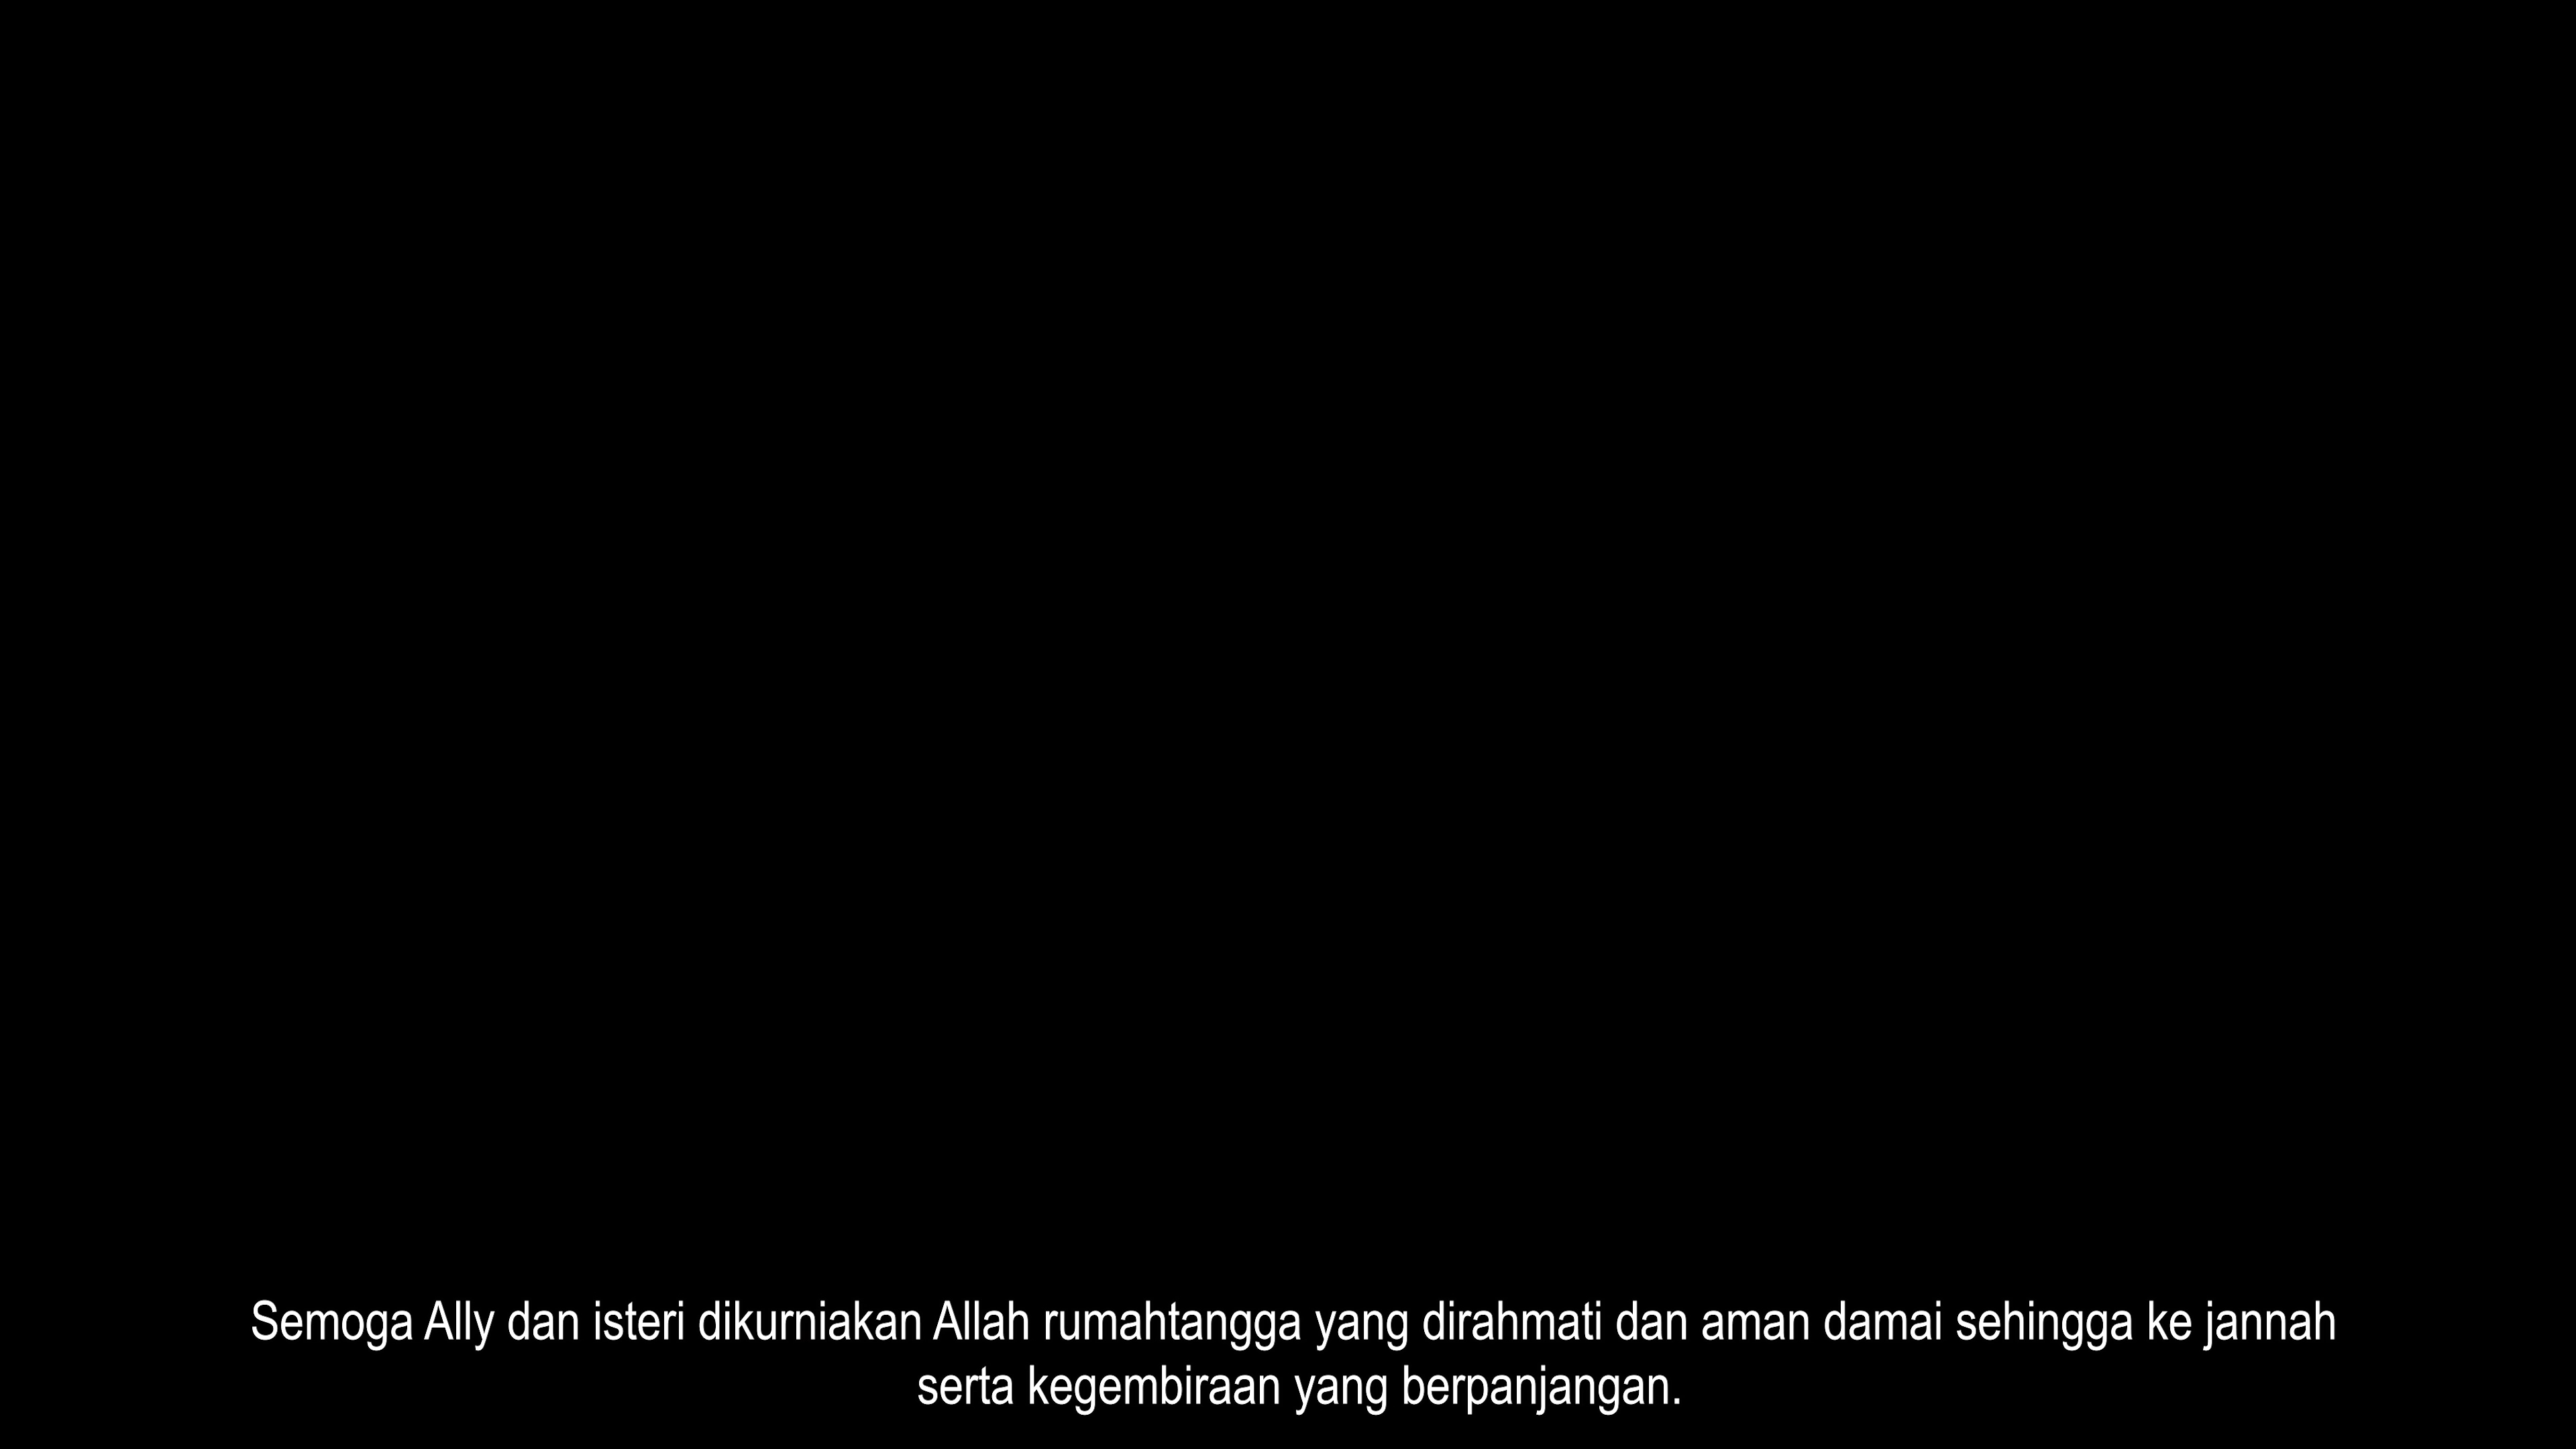 Semoga Ally dan isteri dikurniakan Allah rumahtangga yang dirahmati dan aman damai sehingga ke jannah
serta kegembiraan yang berpanjangan.